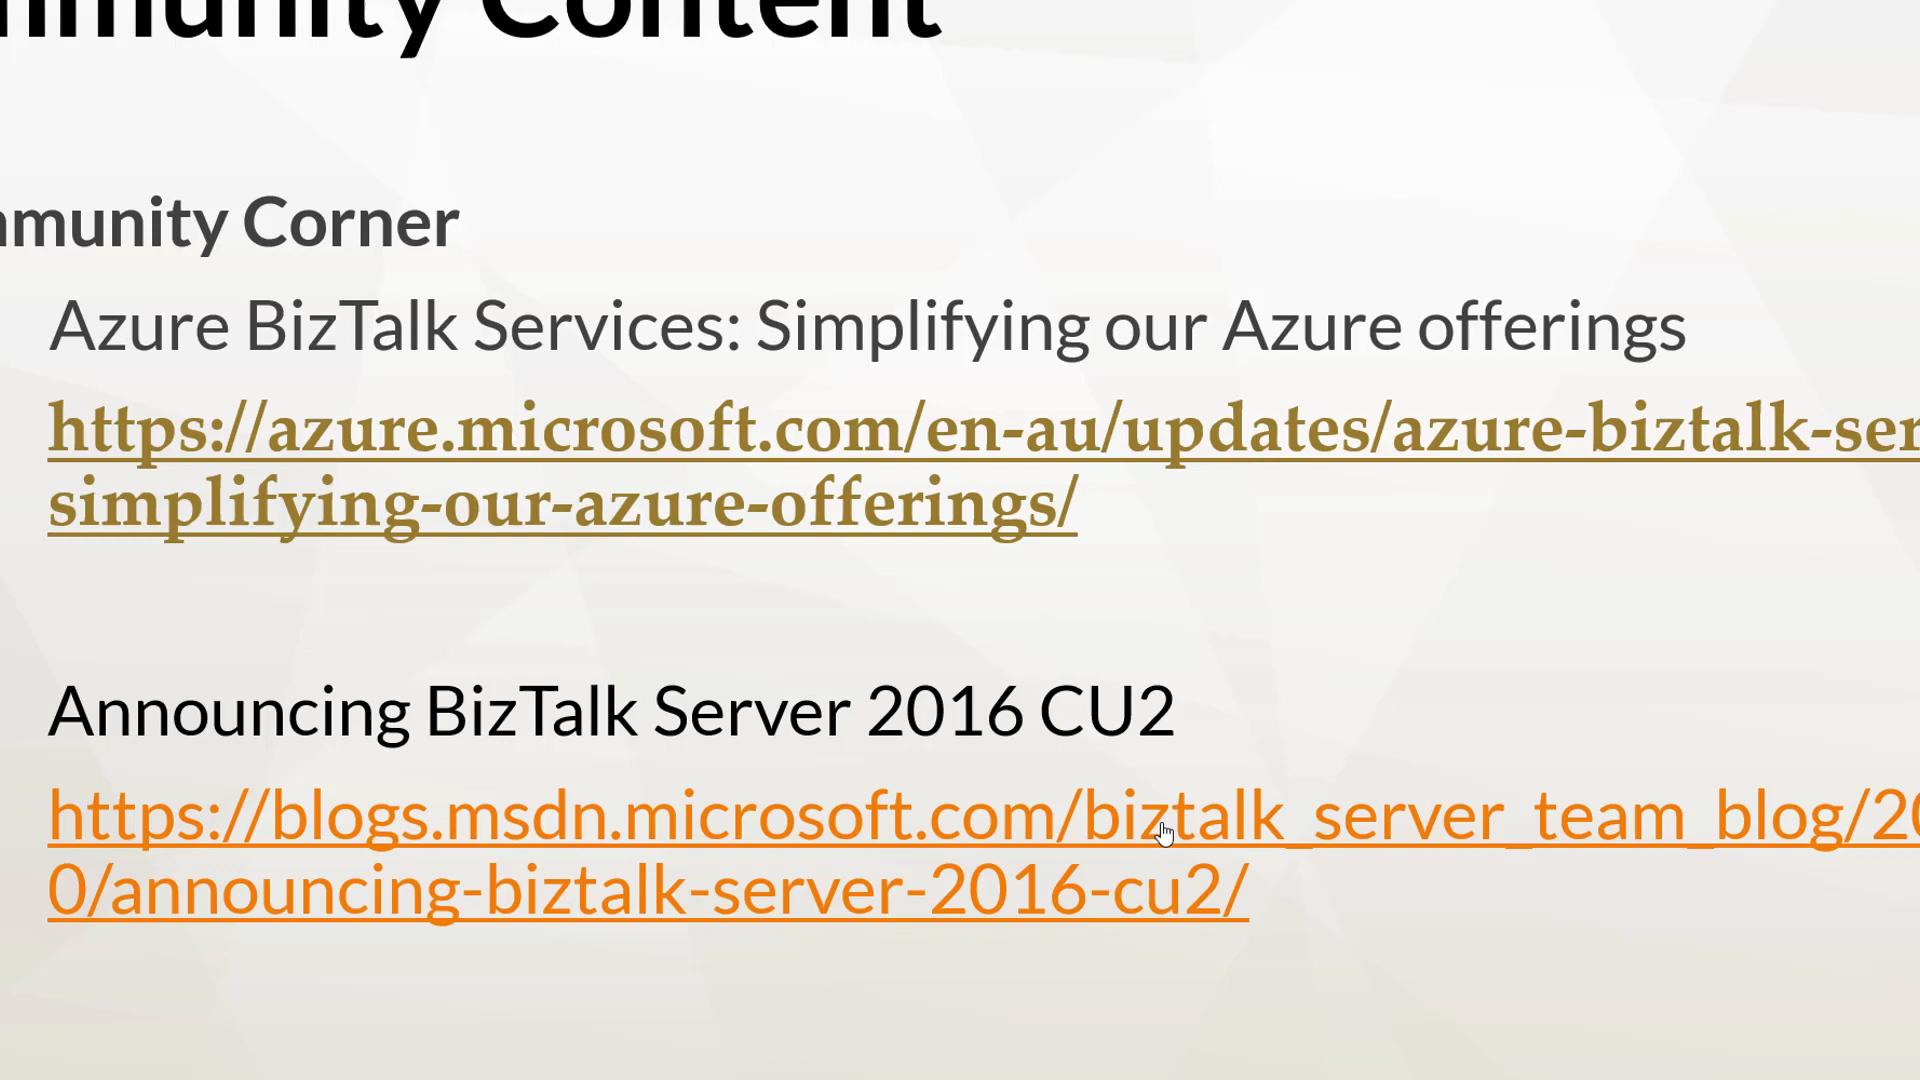 munity Content
munity Corner
Azure BizTalk Services: Simplifying our Azure offerings
https://azure.microsoft.com/en-au/updates/azure-biztalk-ser
simplifying-our-azure-offerings/
Announcing BizTalk Server 2016 CU2
https://blogs.msdn.microsoft.com/biztalk_server_team_blog/20
0/announcing-biztalk-server-2016-cu2/